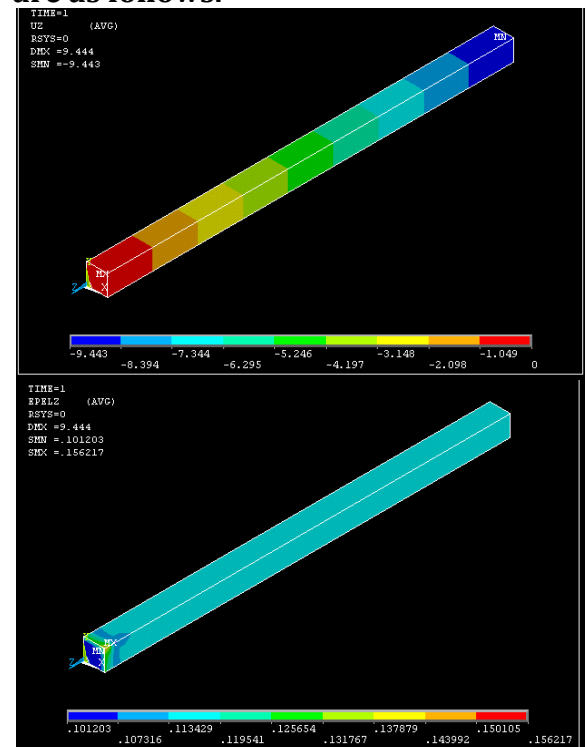 are as follows:
TIME=1
UZ (AVG)
RSYS=0
DMX =9.444
SMN =-9.443
MN
MX
Z
X
-9.443 -7.344 -5.246 -3.148 -1.049
-8.394 -6.295 -4.197 -2.098 0
TIME=1
EPELZ (AVG)
RSYS=0
DMX =9.444
SMN =.101203
SMX =.156217
MX
MN
Z
X
.101203 .113429 .125654 .137879 .150105
.107316 .119541 .131767 .143992 .156217